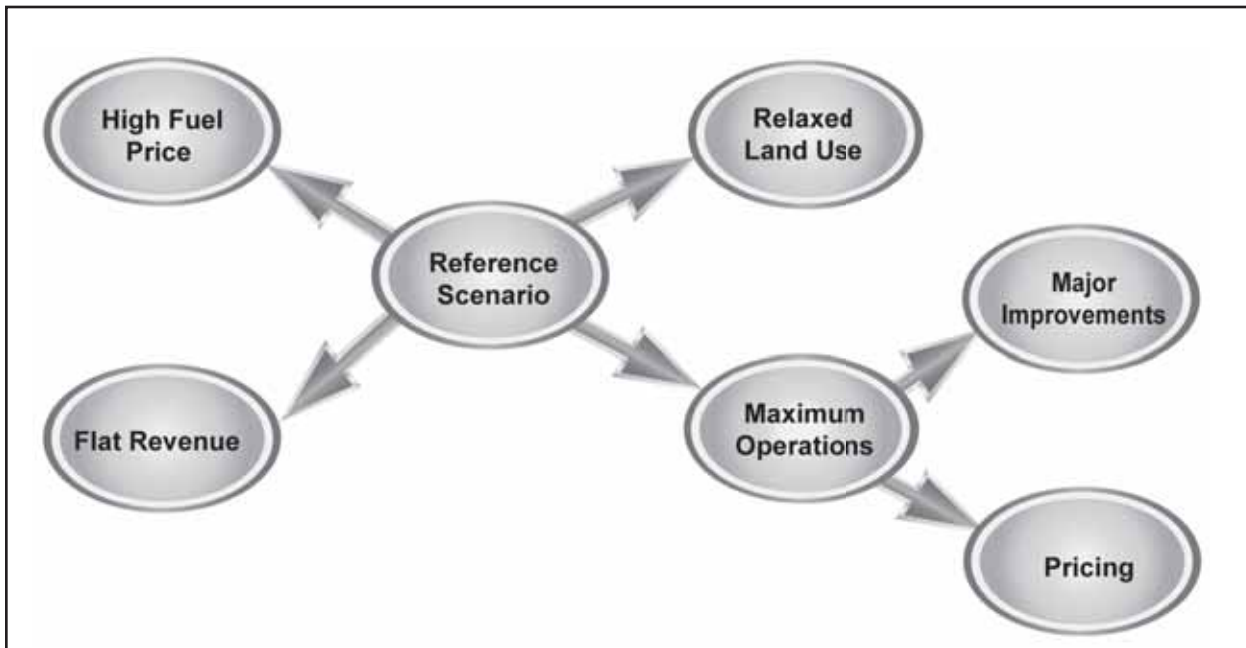 High Fuel
Price
Relaxed
Land Use
Reference
Scenario
Major
Improvements
Flat Revenue
Maximum
Operations
Pricing